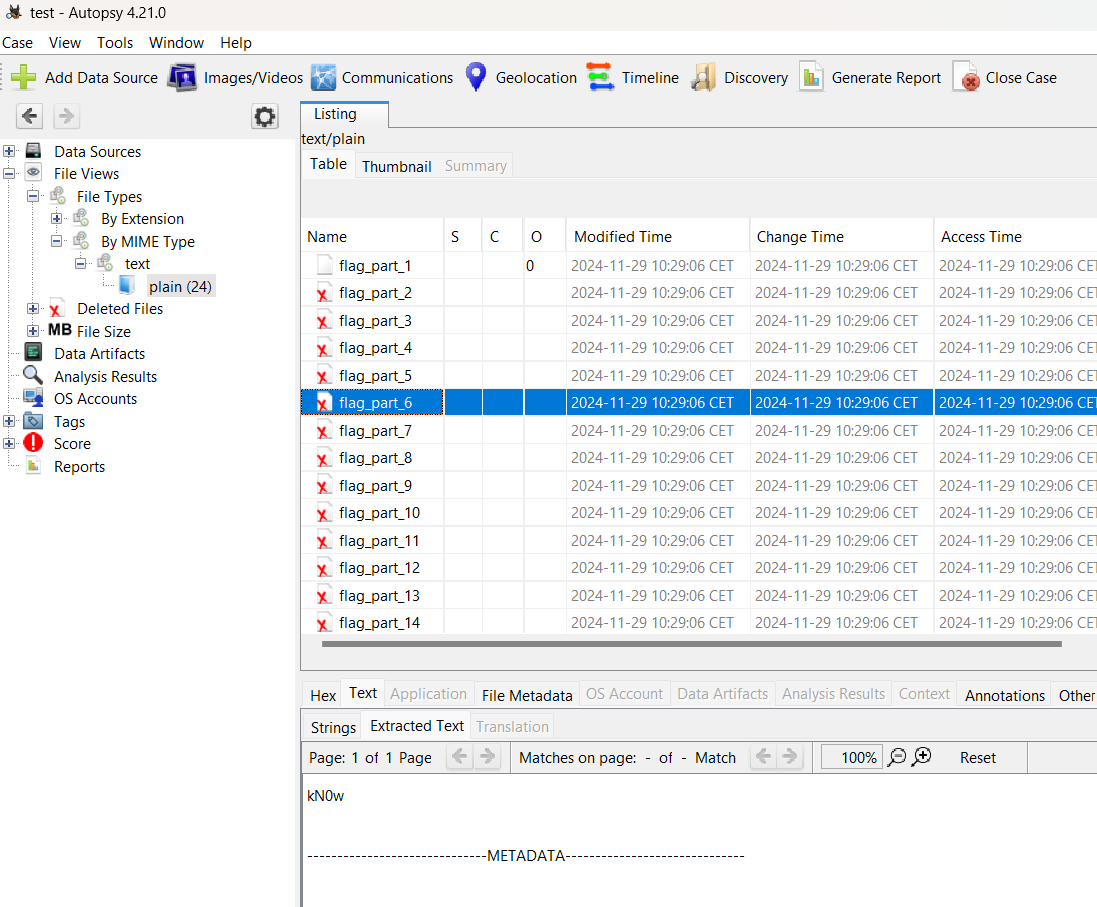 test - Autopsy 4.21.0
Case View Tools Window Help
Add Data Source Images/Videos Communications Geolocation Timeline Discovery Generate Report Close Case
Listing
text/plain
Table Thumbnail Summary
Data Sources
File Views
File Types
By Extension
By MIME Type
text
plain (24)
Deleted Files
MB File Size
Data Artifacts
Analysis Results
OS Accounts
Tags
Score
Reports
Name S C O Modified Time Change Time Access Time
flag_part_1 0 2024-11-29 10:29:06 CET 2024-11-29 10:29:06 CET 2024-11-29 10:29:06 CET
flag_part_2 2024-11-29 10:29:06 CET 2024-11-29 10:29:06 CET 2024-11-29 10:29:06 CET
flag_part_3 2024-11-29 10:29:06 CET 2024-11-29 10:29:06 CET 2024-11-29 10:29:06 CET
flag_part_4 2024-11-29 10:29:06 CET 2024-11-29 10:29:06 CET 2024-11-29 10:29:06 CET
flag_part_5 2024-11-29 10:29:06 CET 2024-11-29 10:29:06 CET 2024-11-29 10:29:06 CET
flag_part_6 2024-11-29 10:29:06 CET 2024-11-29 10:29:06 CET 2024-11-29 10:29:06 CET
flag_part_7 2024-11-29 10:29:06 CET 2024-11-29 10:29:06 CET 2024-11-29 10:29:06 CET
flag_part_8 2024-11-29 10:29:06 CET 2024-11-29 10:29:06 CET 2024-11-29 10:29:06 CET
flag_part_9 2024-11-29 10:29:06 CET 2024-11-29 10:29:06 CET 2024-11-29 10:29:06 CET
flag_part_10 2024-11-29 10:29:06 CET 2024-11-29 10:29:06 CET 2024-11-29 10:29:06 CET
flag_part_11 2024-11-29 10:29:06 CET 2024-11-29 10:29:06 CET 2024-11-29 10:29:06 CET
flag_part_12 2024-11-29 10:29:06 CET 2024-11-29 10:29:06 CET 2024-11-29 10:29:06 CET
flag_part_13 2024-11-29 10:29:06 CET 2024-11-29 10:29:06 CET 2024-11-29 10:29:06 CET
flag_part_14 2024-11-29 10:29:06 CET 2024-11-29 10:29:06 CET 2024-11-29 10:29:06 CET
Hex Text Application File Metadata OS Account Data Artifacts Analysis Results Context Annotations Other
Strings Extracted Text Translation
Page: 1 of 1 Page Matches on page: - of - Match 100% Reset
kN0w
------------------------------METADATA------------------------------